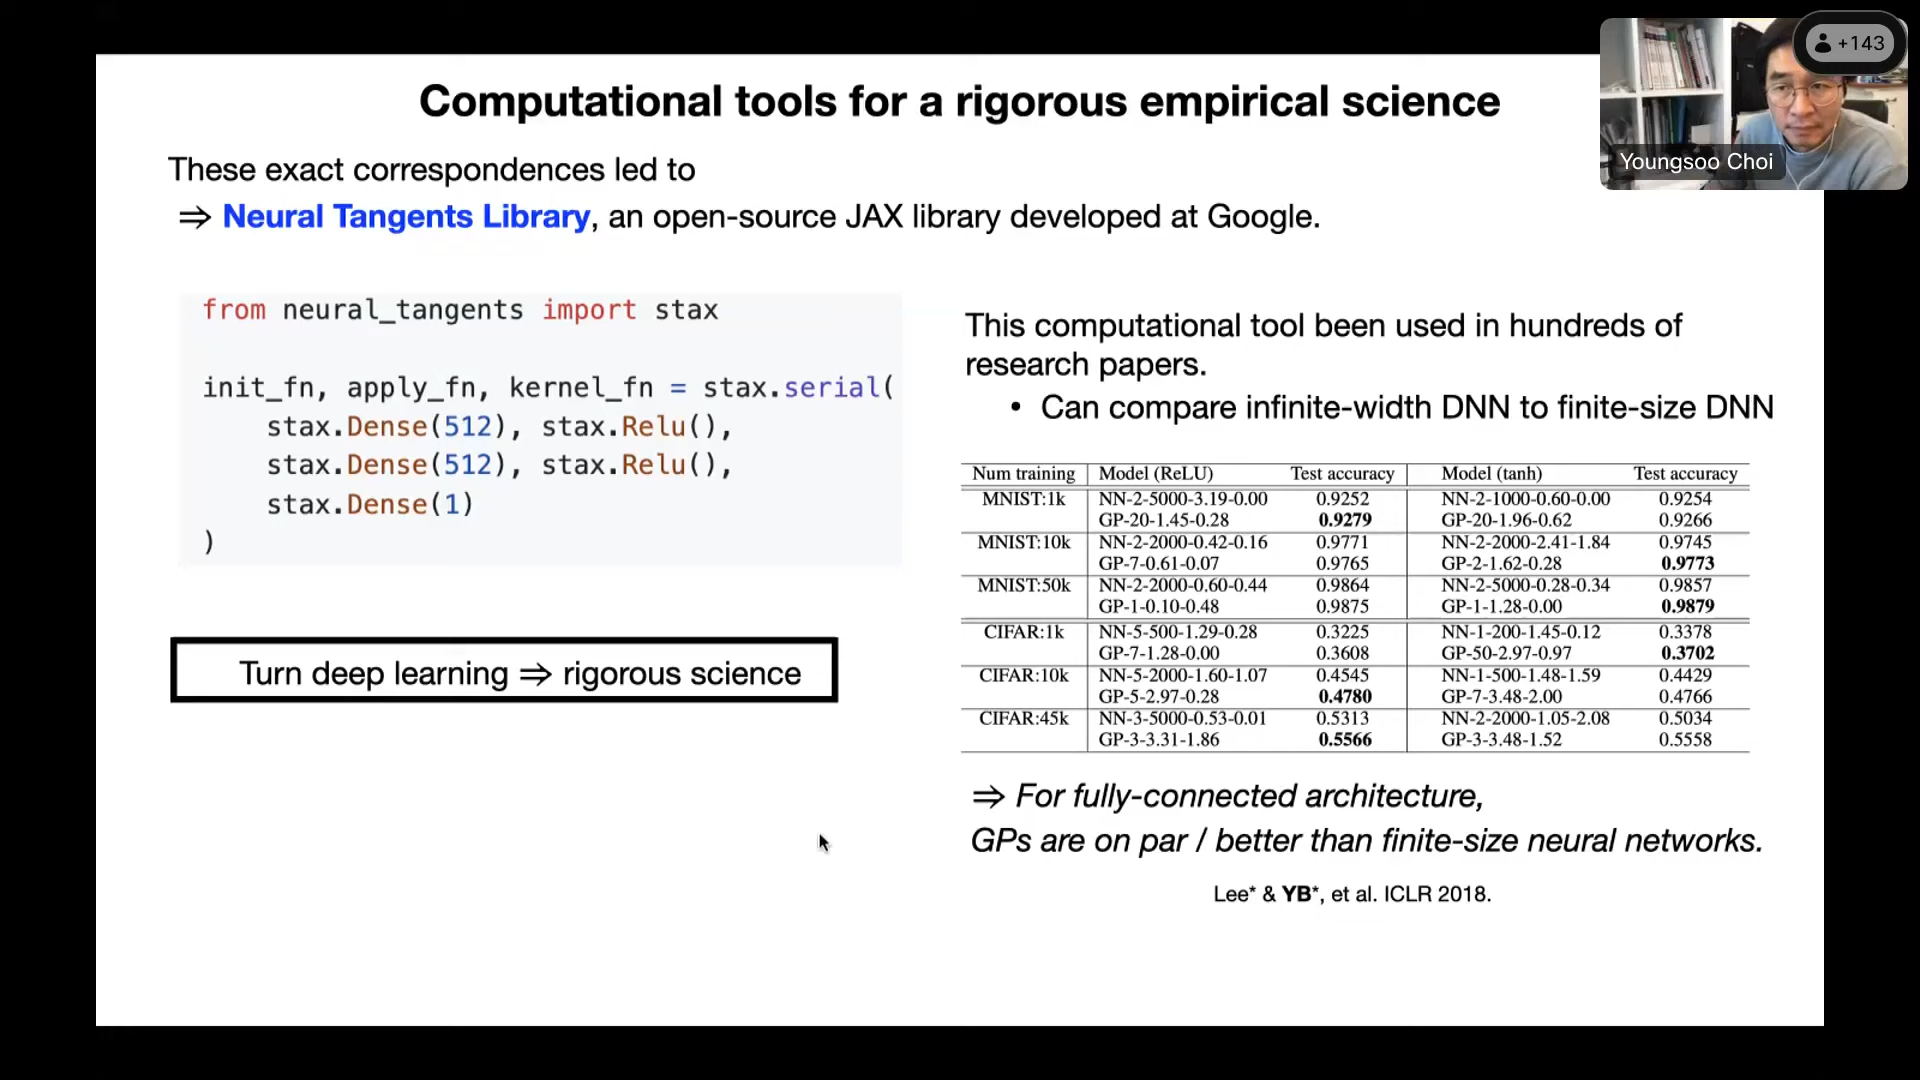 Computational tools for a rigorous empirical science
+143
Youngsoo Choi
These exact correspondences led to
⇒ Neural Tangents Library, an open-source JAX library developed at Google.
from neural_tangents import stax
init_fn, apply_fn, kernel_fn = stax.serial(
stax.Dense(512), stax.Relu(),
stax.Dense(512), stax.Relu(),
stax.Dense(1)
)
Turn deep learning ⇒ rigorous science
This computational tool been used in hundreds of
research papers.
• Can compare infinite-width DNN to finite-size DNN
Num training Model (ReLU) Test accuracy Model (tanh) Test accuracy
MNIST:1k NN-2-5000-3.19-0.00 0.9252 NN-2-1000-0.60-0.00 0.9254
GP-20-1.45-0.28 0.9279 GP-20-1.96-0.62 0.9266
MNIST:10k NN-2-2000-0.42-0.16 0.9771 NN-2-2000-2.41-1.84 0.9745
GP-7-0.61-0.07 0.9765 GP-2-1.62-0.28 0.9773
MNIST:50k NN-2-2000-0.60-0.44 0.9864 NN-2-5000-0.28-0.34 0.9857
GP-1-0.10-0.48 0.9875 GP-1-1.28-0.00 0.9879
CIFAR:1k NN-5-500-1.29-0.28 0.3225 NN-1-200-1.45-0.12 0.3378
GP-7-1.28-0.00 0.3608 GP-50-2.97-0.97 0.3702
CIFAR:10k NN-5-2000-1.60-1.07 0.4545 NN-1-500-1.48-1.59 0.4429
GP-5-2.97-0.28 0.4780 GP-7-3.48-2.00 0.4766
CIFAR:45k NN-3-5000-0.53-0.01 0.5313 NN-2-2000-1.05-2.08 0.5034
GP-3-3.31-1.86 0.5566 GP-3-3.48-1.52 0.5558
⇒ For fully-connected architecture,
GPs are on par / better than finite-size neural networks.
Lee* & YB*, et al. ICLR 2018.